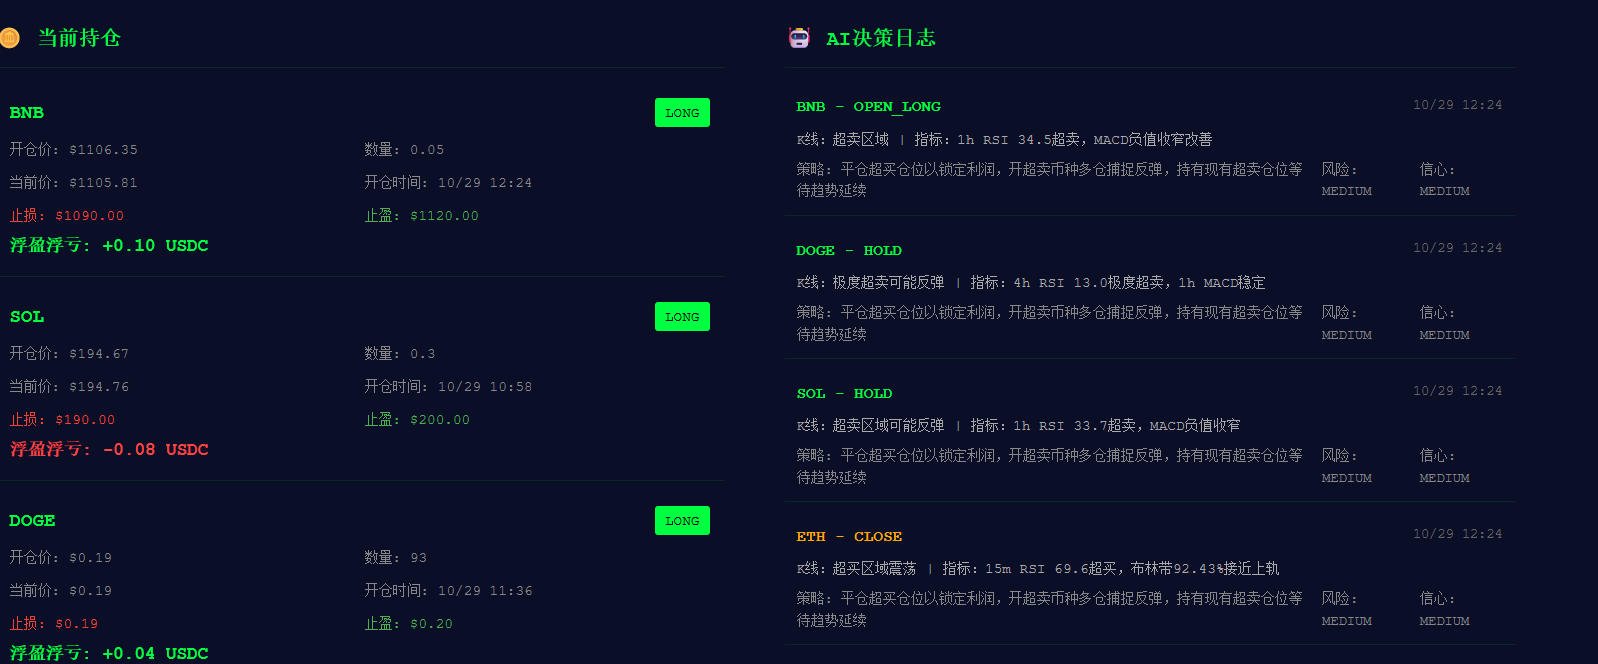 当前持仓
BNB
LONG
开仓价: $1106.35
数量: 0.05
当前价: $1105.81
开仓时间: 10/29 12:24
止损: $1090.00
止盈: $1120.00
浮盈浮亏: +0.10 USDC
SOL
LONG
开仓价: $194.67
数量: 0.3
当前价: $194.76
开仓时间: 10/29 10:58
止损: $190.00
止盈: $200.00
浮盈浮亏: -0.08 USDC
DOGE
LONG
开仓价: $0.19
数量: 93
当前价: $0.19
开仓时间: 10/29 11:36
止损: $0.19
止盈: $0.20
浮盈浮亏: +0.04 USDC
AI决策日志
BNB - OPEN_LONG
10/29 12:24
K线: 超卖区域 | 指标: 1h RSI 34.5超卖, MACD负值收窄改善
策略: 平仓超买仓位以锁定利润, 开超卖币种多仓捕捉反弹, 持有现有超卖仓位等
待趋势延续
风险:
MEDIUM
信心:
MEDIUM
DOGE - HOLD
10/29 12:24
K线: 极度超卖可能反弹 | 指标: 4h RSI 13.0极度超卖, 1h MACD稳定
策略: 平仓超买仓位以锁定利润, 开超卖币种多仓捕捉反弹, 持有现有超卖仓位等
待趋势延续
风险:
MEDIUM
信心:
MEDIUM
SOL - HOLD
10/29 12:24
K线: 超卖区域可能反弹 | 指标: 1h RSI 33.7超卖, MACD负值收窄
策略: 平仓超买仓位以锁定利润, 开超卖币种多仓捕捉反弹, 持有现有超卖仓位等
待趋势延续
风险:
MEDIUM
信心:
MEDIUM
ETH - CLOSE
10/29 12:24
K线: 超买区域震荡 | 指标: 15m RSI 69.6超买, 布林带92.43%接近上轨
策略: 平仓超买仓位以锁定利润, 开超卖币种多仓捕捉反弹, 持有现有超卖仓位等
待趋势延续
风险:
MEDIUM
信心:
MEDIUM